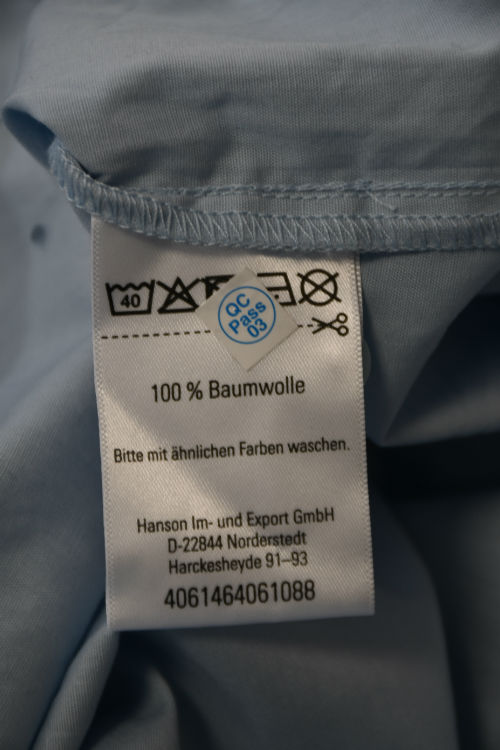 40
QC
Pass
03
100 % Baumwolle
Bitte mit ähnlichen Farben waschen.
Hanson Im- und Export GmbH
D-22844 Norderstedt
Harckesheyde 91–93
4061464061088